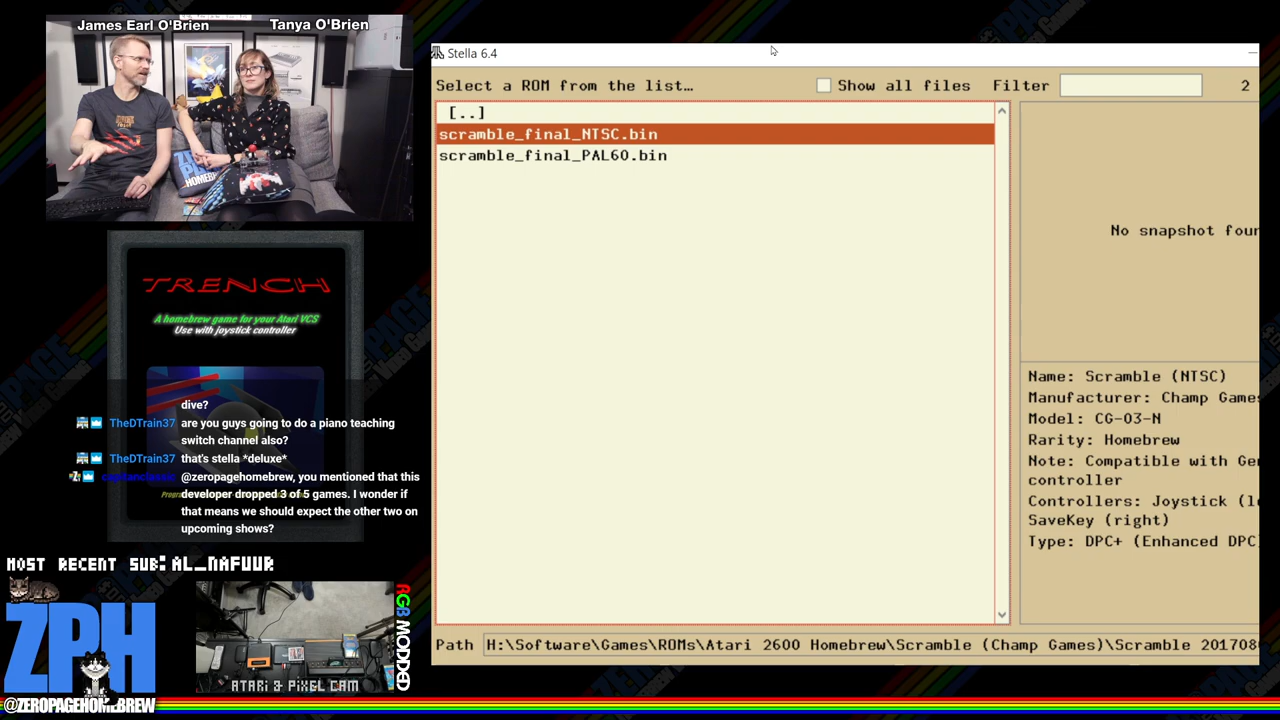 James Earl O'Brien
Tanya O'Brien
TRENCH
A homebrew game for your Atari VCS
Use with joystick controller
dive?
TheDTrain37 are you guys going to do a piano teaching
switch channel also?
TheDTrain37 that's stella *deluxe*
@zeropagehomebrew, you mentioned that this
developer dropped 3 of 5 games. I wonder if
that means we should expect the other two on
upcoming shows?
MOST RECENT SUB: AL_NAFUUR
ZPH
@ZEROPAGEHOMEBREW
ATARI & PIXEL CAM
RGB MODDED
Stella 6.4
Select a ROM from the list…
Show all files
Filter
2
[..]
scramble_final_NTSC.bin
scramble_final_PAL60.bin
No snapshot four
Name: Scramble (NTSC)
Manufacturer: Champ Games
Model: CG-03-N
Rarity: Homebrew
Note: Compatible with Gen
controller
Controllers: Joystick (l
SaveKey (right)
Type: DPC+ (Enhanced DPC
Path H:\Software\Games\ROMs\Atari 2600 Homebrew\Scramble (Champ Games)\Scramble 201708